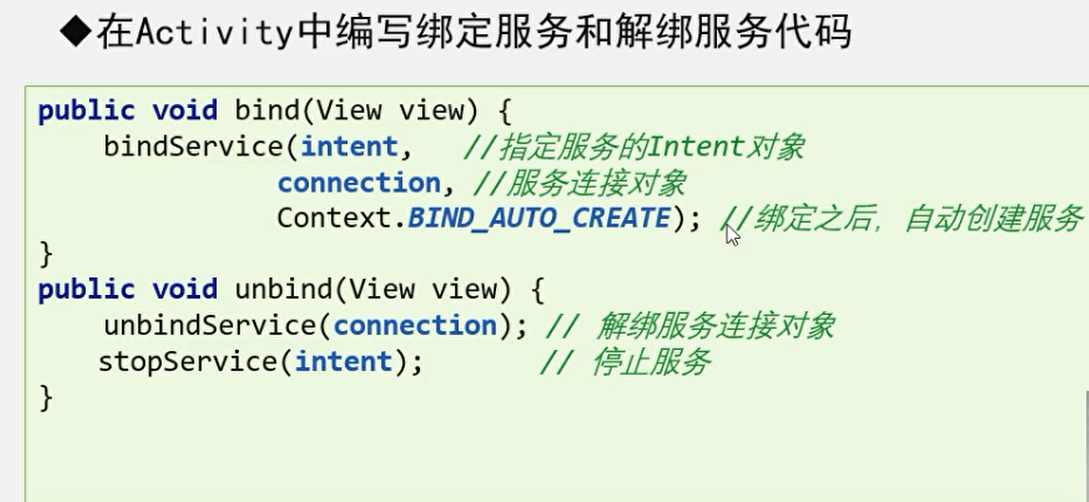 ◆在Activity中编写绑定服务和解绑服务代码
public void bind(View view) {
bindService(intent, //指定服务的Intent对象
connection, //服务连接对象
Context.BIND_AUTO_CREATE); //绑定之后，自动创建服务
}
public void unbind(View view) {
unbindService(connection); // 解绑服务连接对象
stopService(intent); // 停止服务
}